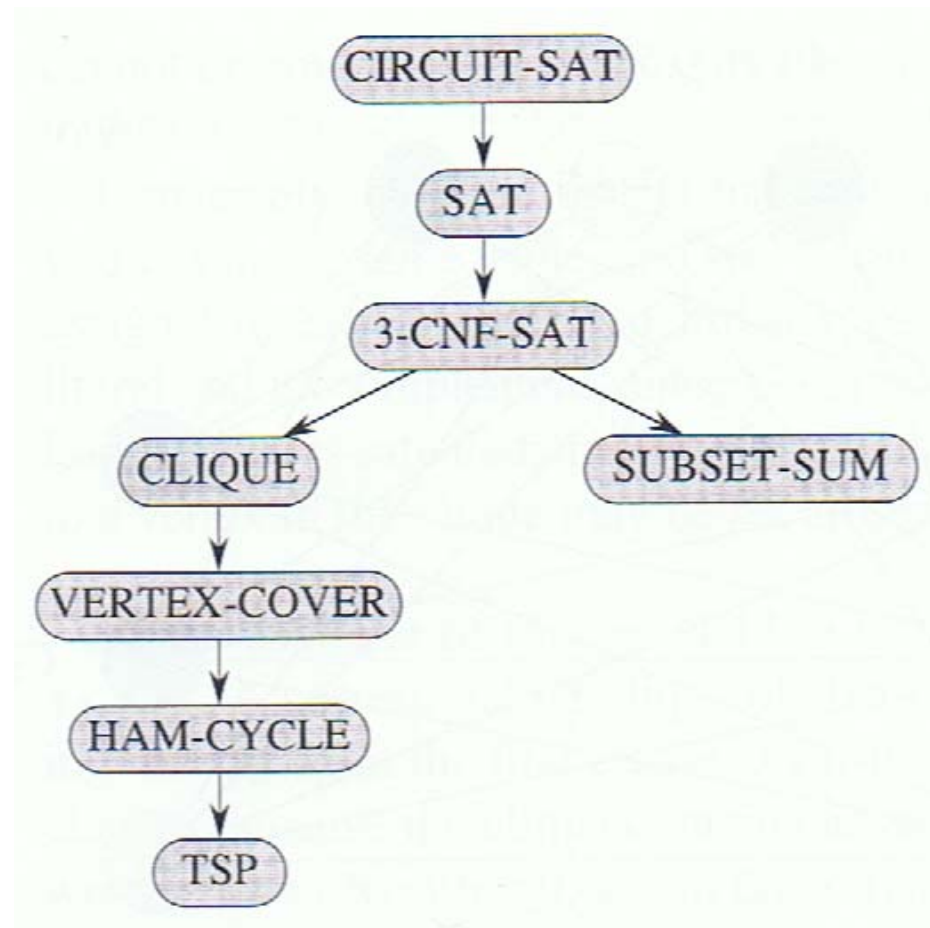 CIRCUIT-SAT
SAT
3-CNF-SAT
CLIQUE
SUBSET-SUM
VERTEX-COVER
HAM-CYCLE
TSP